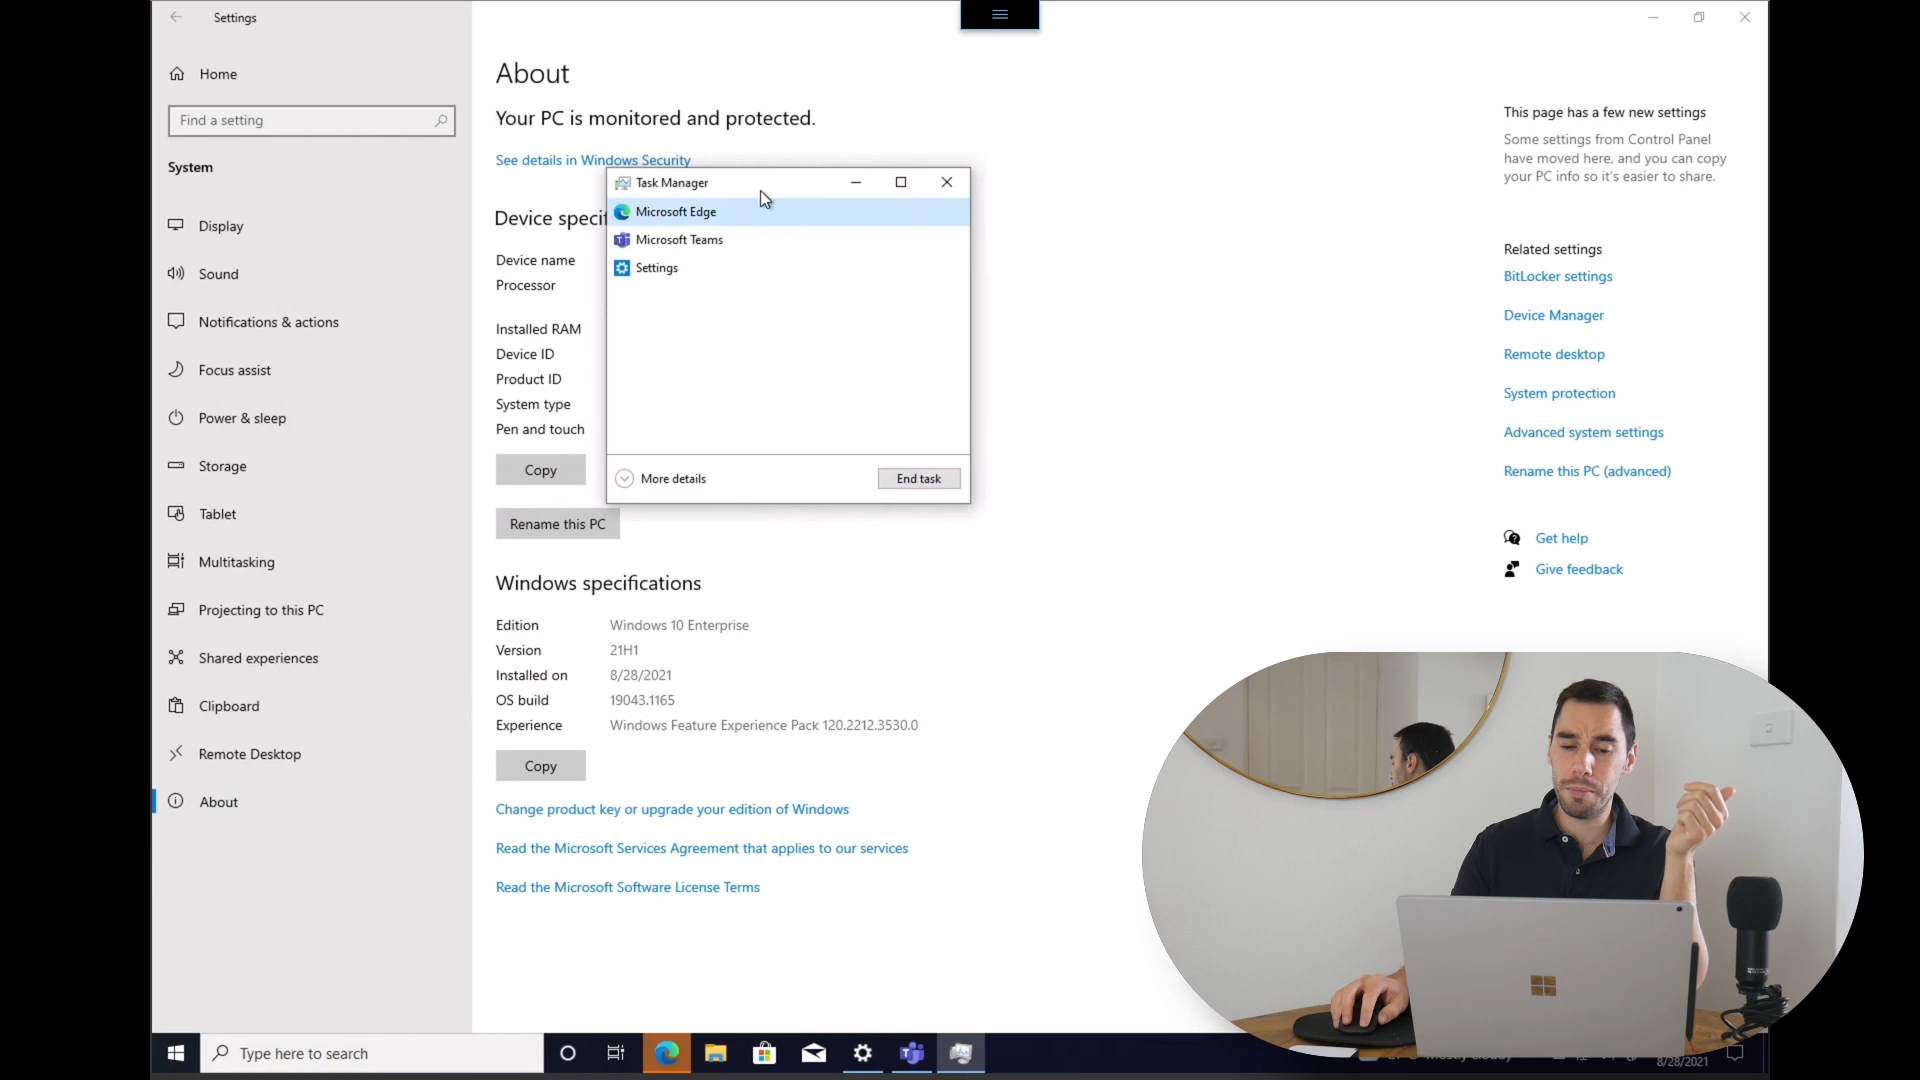 Settings
Home
Find a setting
System
Display
Sound
Notifications & actions
Focus assist
Power & sleep
Storage
Tablet
Multitasking
Projecting to this PC
Shared experiences
Clipboard
Remote Desktop
About
About
Your PC is monitored and protected.
See details in Windows Security
Device specif
Device name
Processor
Installed RAM
Device ID
Product ID
System type
Pen and touch
Copy
Rename this PC
Task Manager
Microsoft Edge
Microsoft Teams
Settings
More details
End task
Windows specifications
Edition Windows 10 Enterprise
Version 21H1
Installed on 8/28/2021
OS build 19043.1165
Experience Windows Feature Experience Pack 120.2212.3530.0
Copy
Change product key or upgrade your edition of Windows
Read the Microsoft Services Agreement that applies to our services
Read the Microsoft Software License Terms
This page has a few new settings
Some settings from Control Panel
have moved here, and you can copy
your PC info so it's easier to share.
Related settings
BitLocker settings
Device Manager
Remote desktop
System protection
Advanced system settings
Rename this PC (advanced)
Get help
Give feedback
Type here to search
8/28/2021